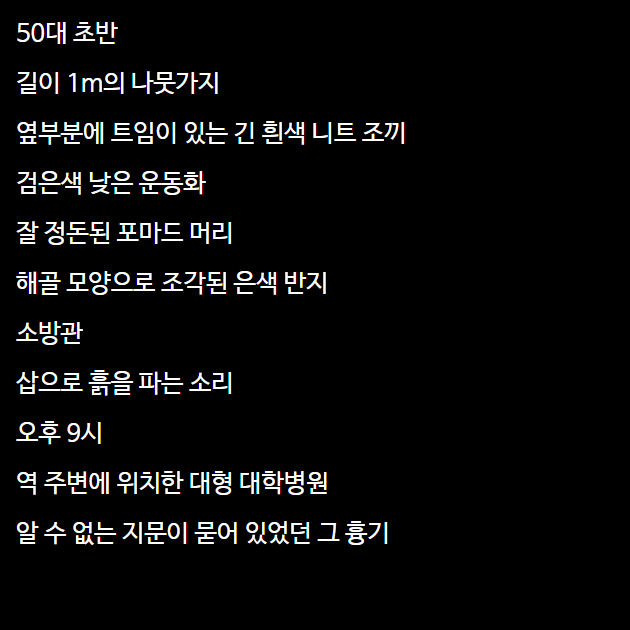 50대 초반
길이 1m의 나뭇가지
옆부분에 트임이 있는 긴 흰색 니트 조끼
검은색 낮은 운동화
잘 정돈된 포마드 머리
해골 모양으로 조각된 은색 반지
소방관
삽으로 흙을 파는 소리
오후 9시
역 주변에 위치한 대형 대학병원
알 수 없는 지문이 묻어 있었던 그 흉기